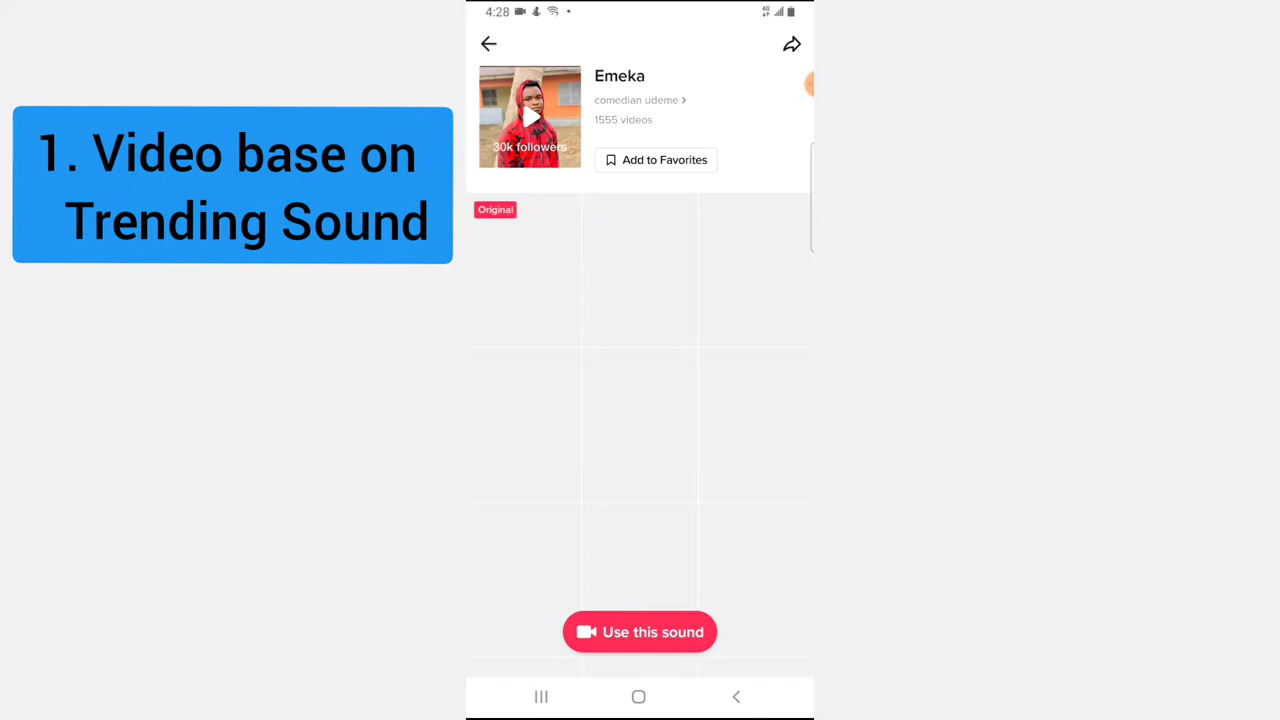 4:28
4G
1. Video base on
Trending Sound
Emeka
comedian udeme >
1555 videos
30k followers
Add to Favorites
Original
Use this sound